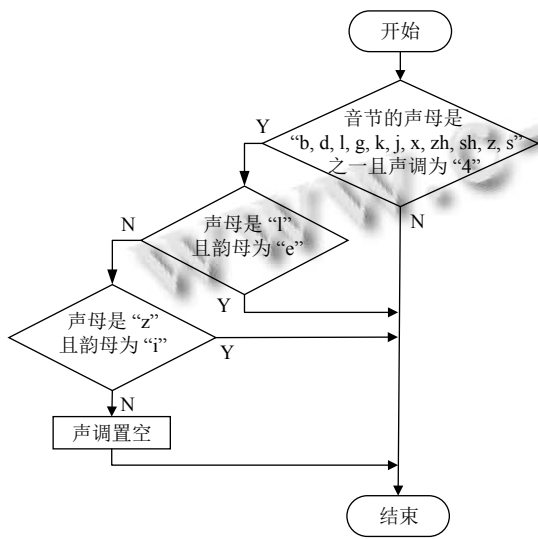 开始
音节的声母是
“b, d, l, g, k, j, x, zh, sh, z, s”
之一且声调为 “4”
Y
N
声母是 “l”
且韵母为 “e”
N
Y
声母是 “z”
且韵母为 “i”
Y
N
声调置空
结束